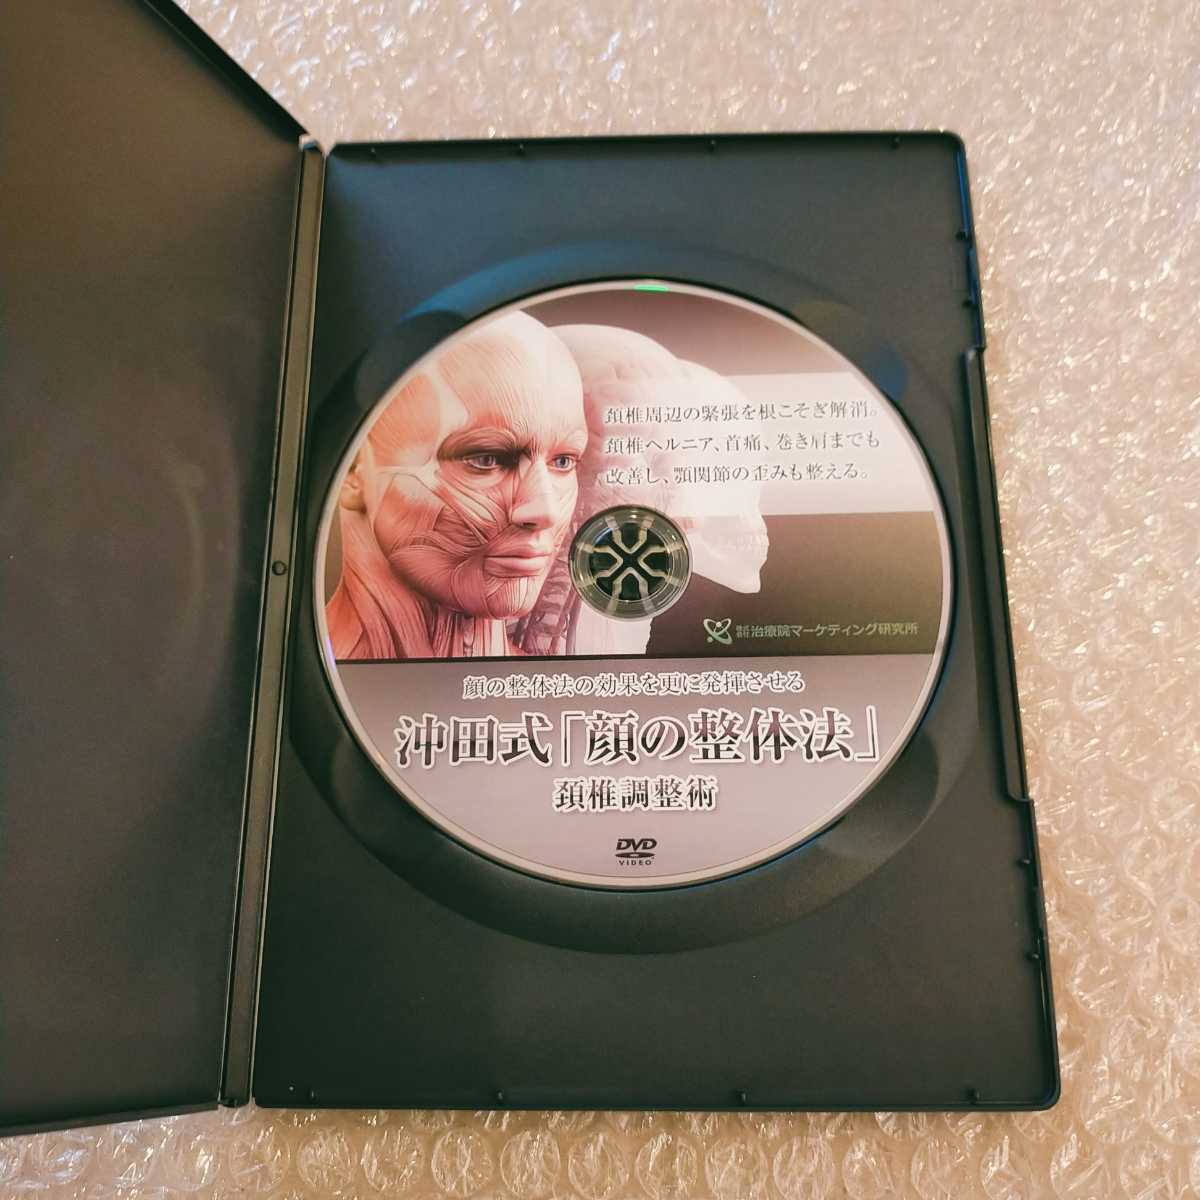 頚椎周辺の緊張を根こそぎ解消。
頚椎ヘルニア、首痛、巻き肩までも
改善し、顎関節の歪みも整える。
株式会社治療院マーケティング研究所
顔の整体法の効果を更に発揮させる
沖田式「顔の整体法」
頚椎調整術
DVD
VIDEO